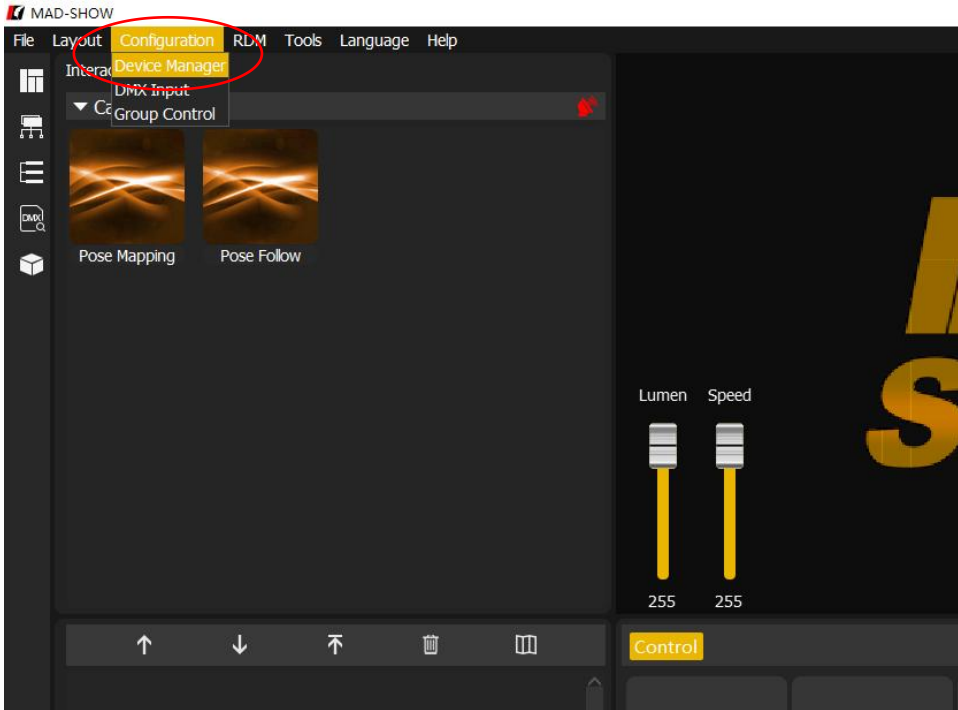 MAD-SHOW
File Layout Configuration RDM Tools Language Help
Device Manager
DMX Input
Group Control
DMX
Pose Mapping Pose Follow
Lumen Speed
255 255
Control